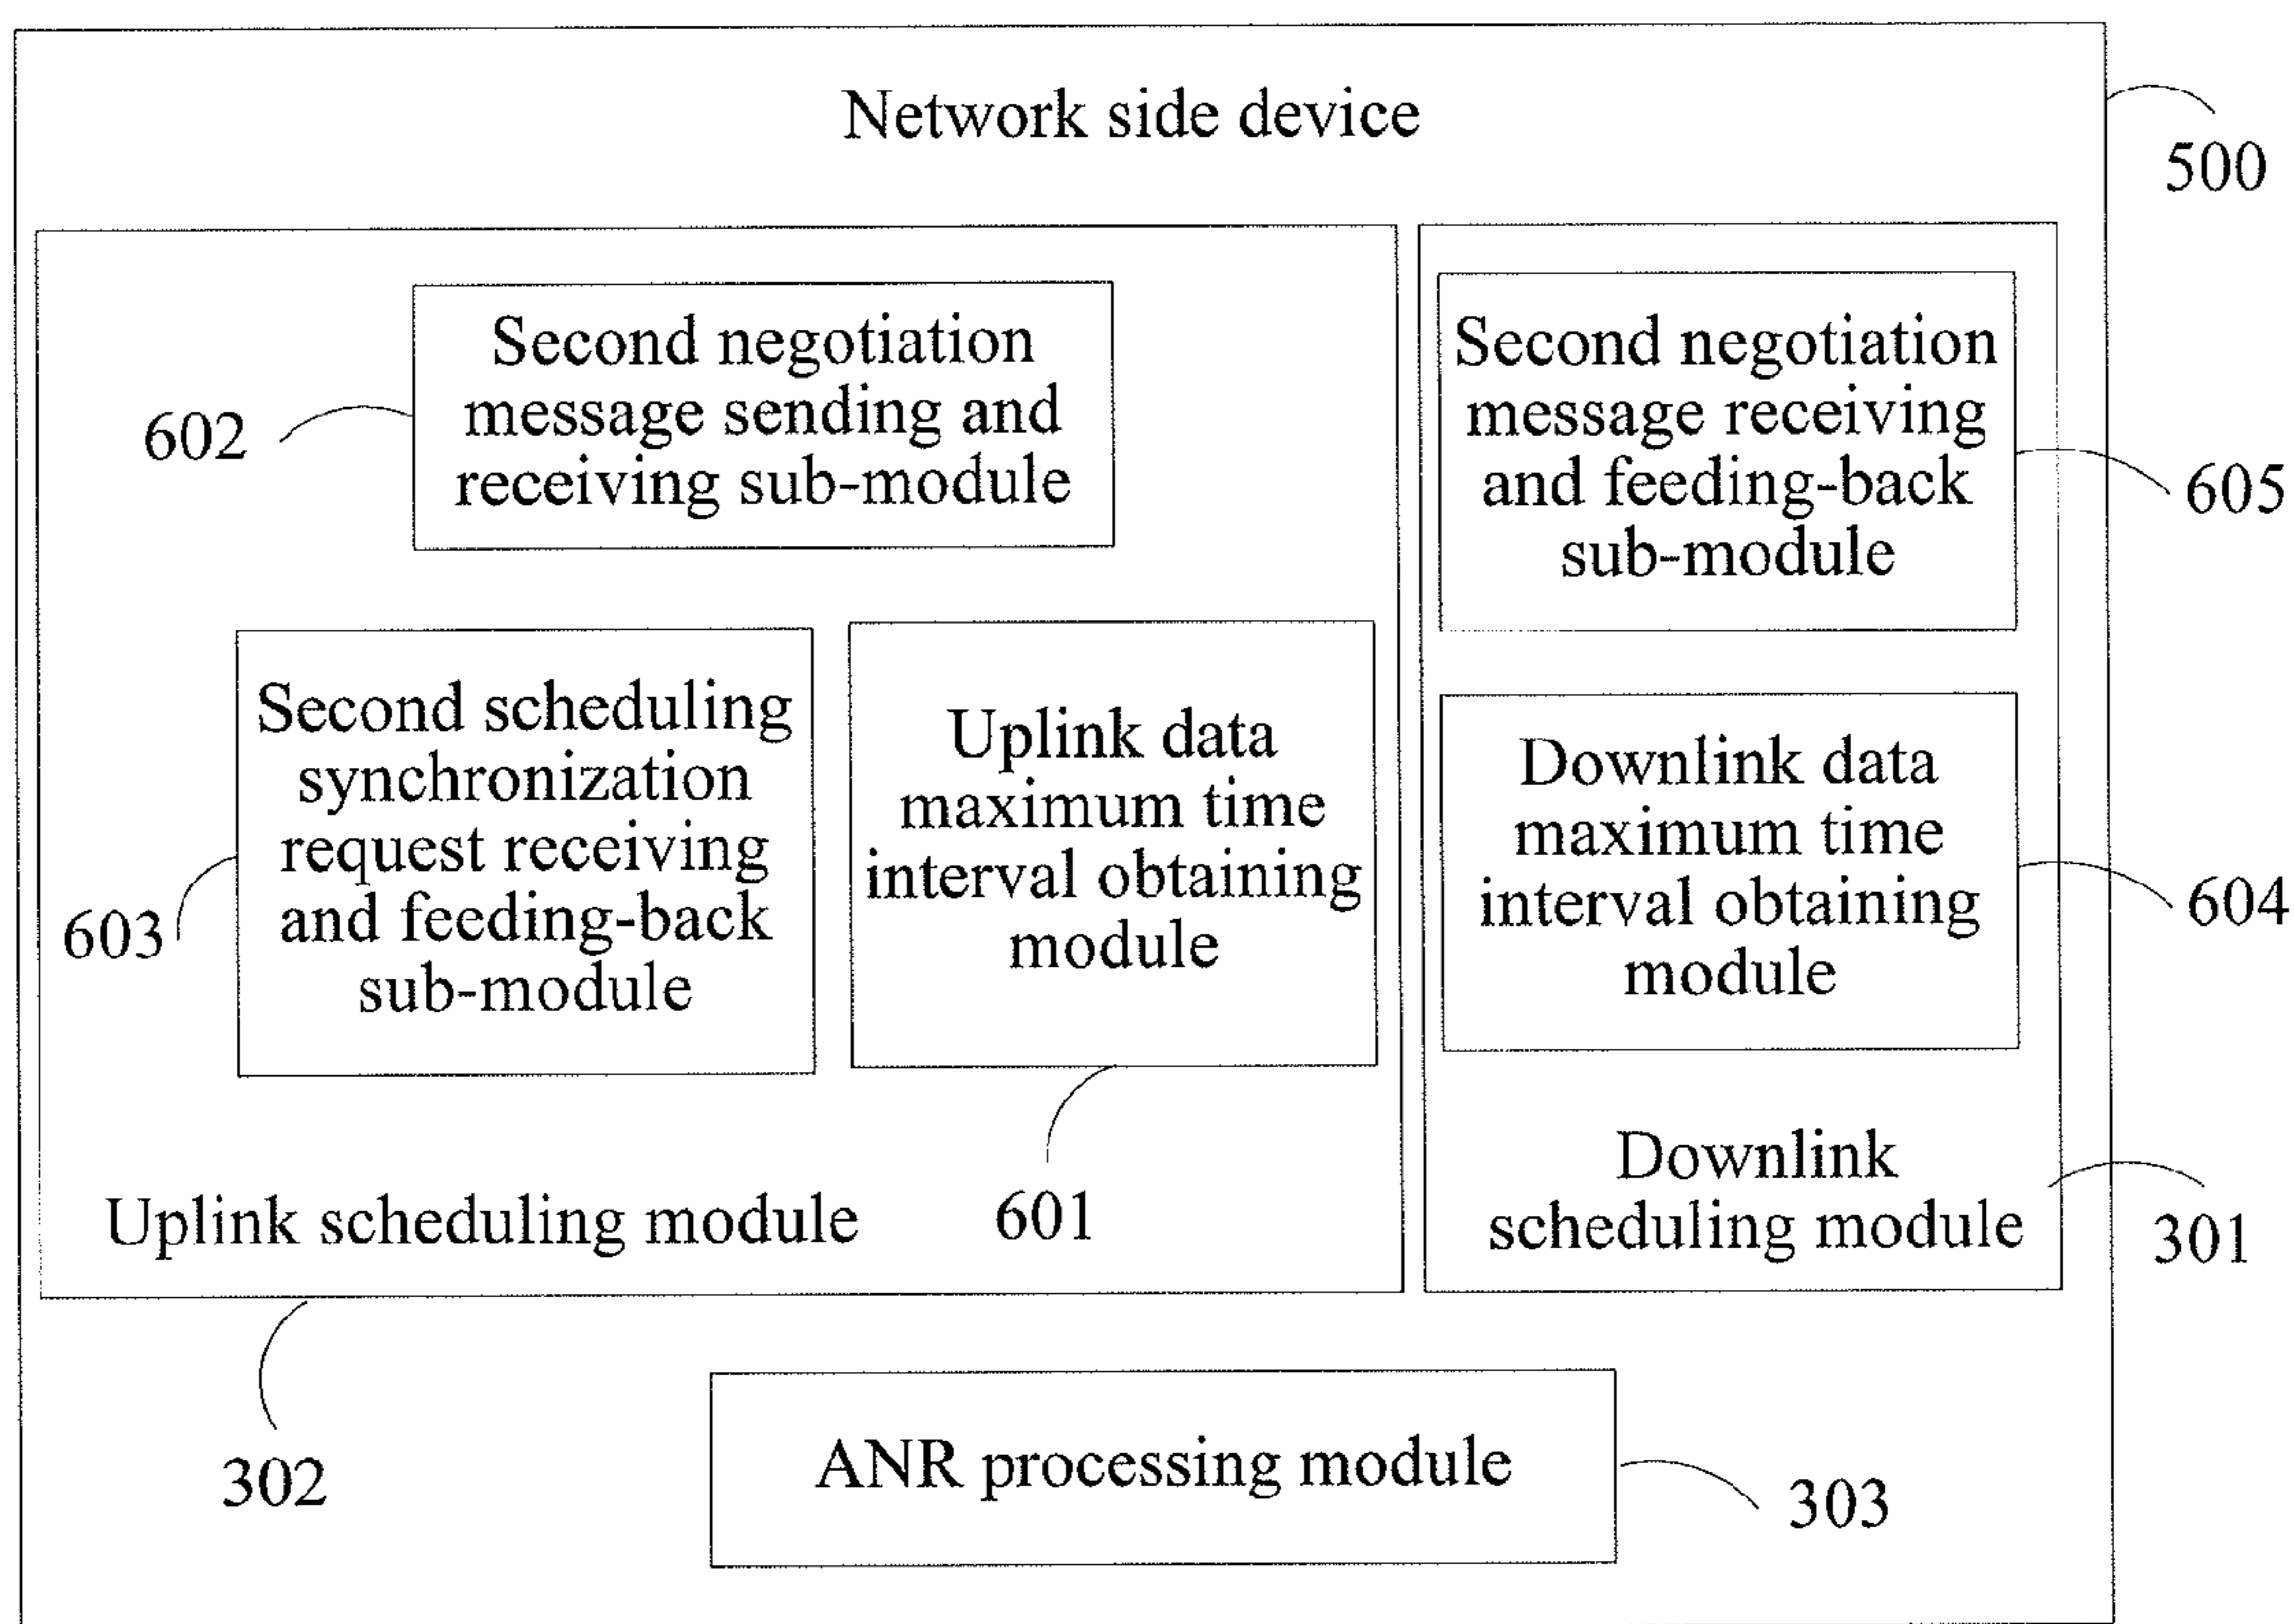 Network side device
500
Second negotiation
message sending and
receiving sub-module
602
Second negotiation
message receiving
and feeding-back
sub-module
605
Second scheduling
synchronization
request receiving
and feeding-back
sub-module
603
Uplink data
maximum time
interval obtaining
module
601
Downlink data
maximum time
interval obtaining
module
604
Uplink scheduling module
302
Downlink
scheduling module
301
ANR processing module
303